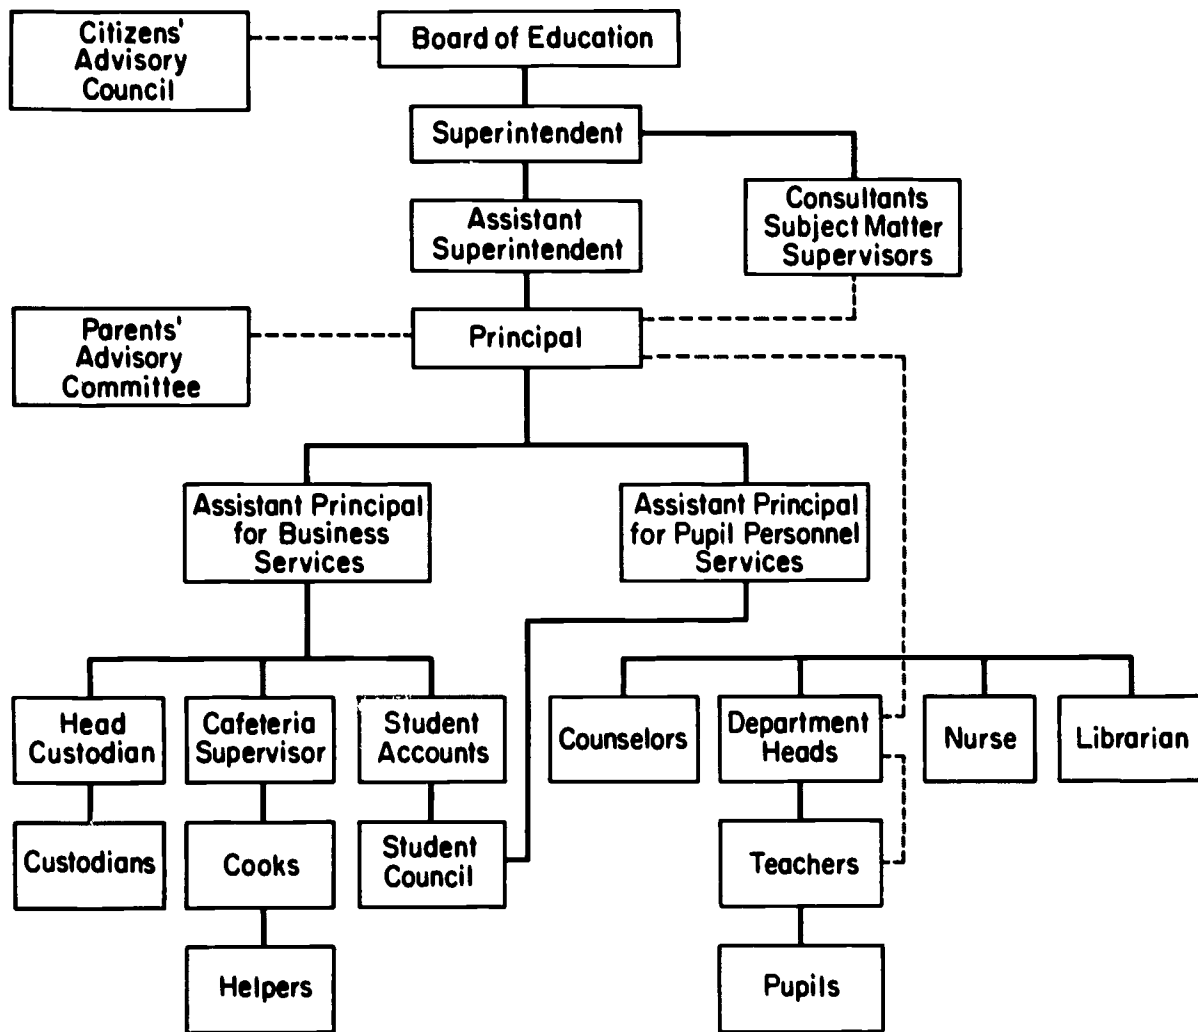 Citizens'
Advisory
Council
Board of Education
Superintendent
Assistant
Superintendent
Consultants
Subject Matter
Supervisors
Parents'
Advisory
Committee
Principal
Assistant Principal
for Business
Services
Assistant Principal
for Pupil Personnel
Services
Head
Custodian
Cafeteria
Supervisor
Student
Accounts
Counselors
Department
Heads
Nurse
Librarian
Custodians
Cooks
Student
Council
Teachers
Helpers
Pupils